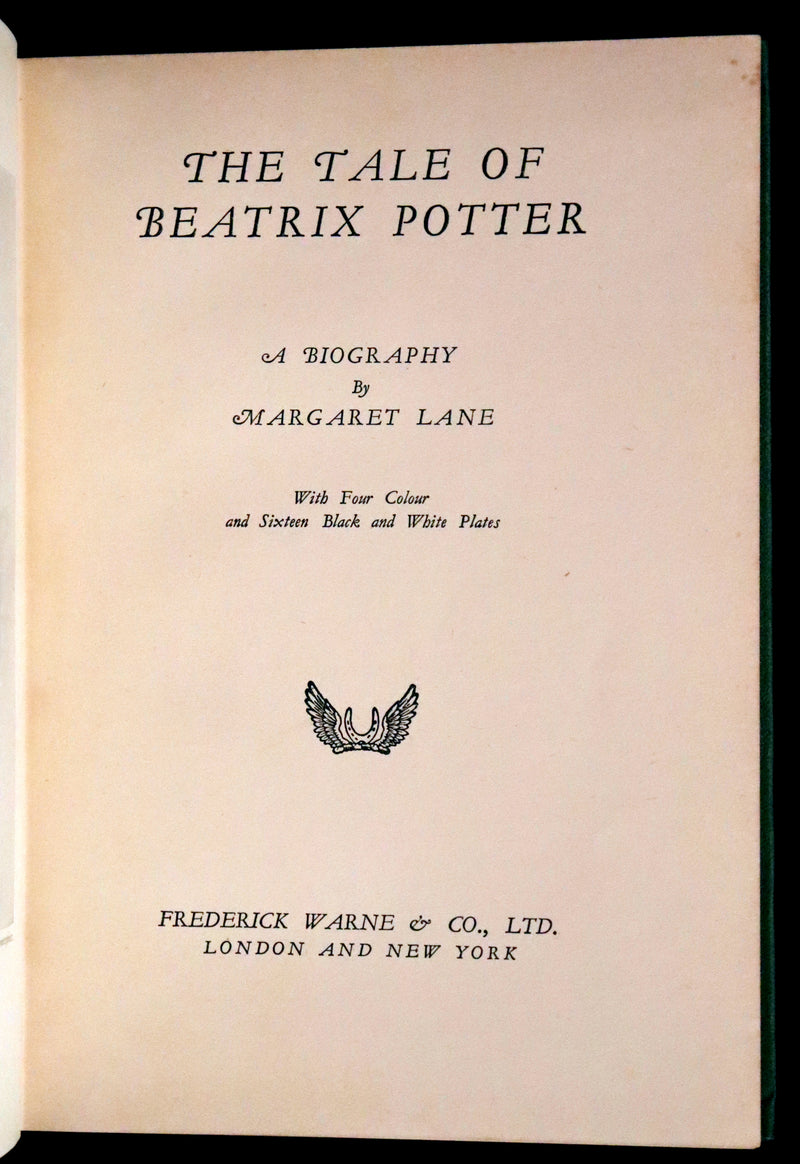 THE TALE OF
BEATRIX POTTER
A BIOGRAPHY
By
MARGARET LANE
With Four Colour
and Sixteen Black and White Plates
FREDERICK WARNE & CO., LTD.
LONDON AND NEW YORK